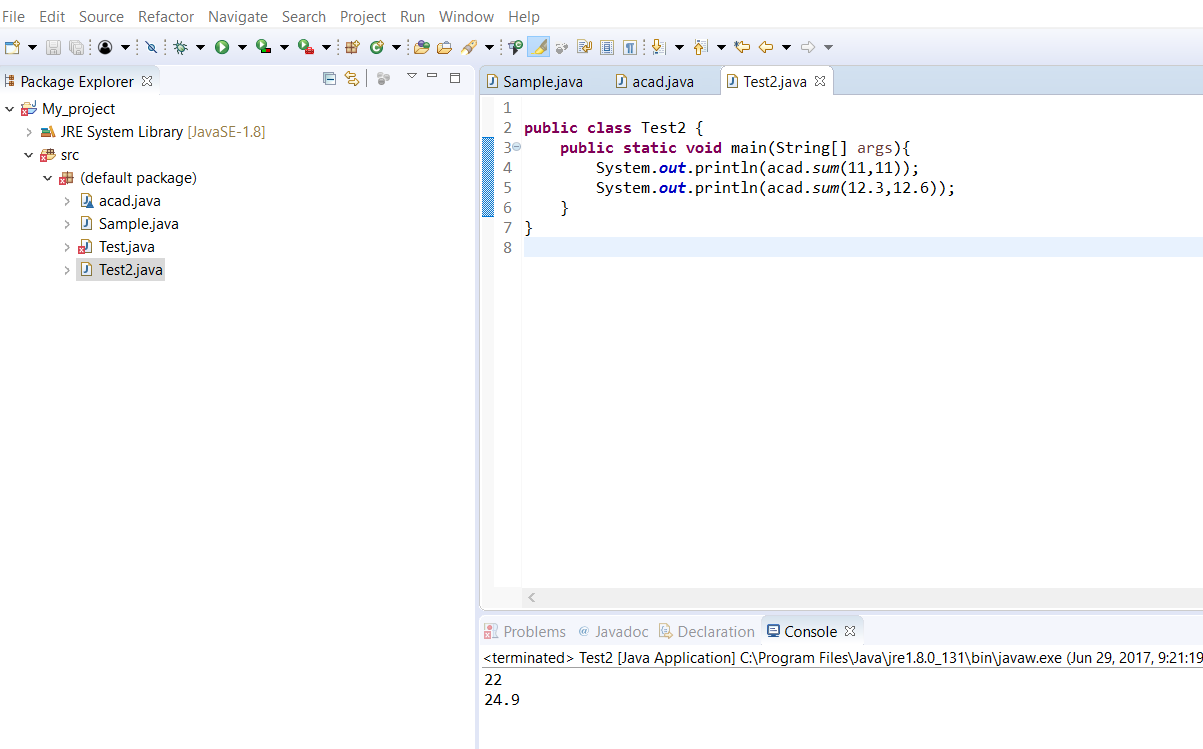 File Edit Source Refactor Navigate Search Project Run Window Help
Package Explorer
My_project
JRE System Library [JavaSE-1.8]
src
(default package)
acad.java
Sample.java
Test.java
Test2.java
Sample.java acad.java Test2.java
1
2 public class Test2 {
3 public static void main(String[] args){
4 System.out.println(acad.sum(11,11));
5 System.out.println(acad.sum(12.3,12.6));
6 }
7 }
8
Problems @ Javadoc Declaration Console
<terminated> Test2 [Java Application] C:\Program Files\Java\jre1.8.0_131\bin\javaw.exe (Jun 29, 2017, 9:21:19
22
24.9